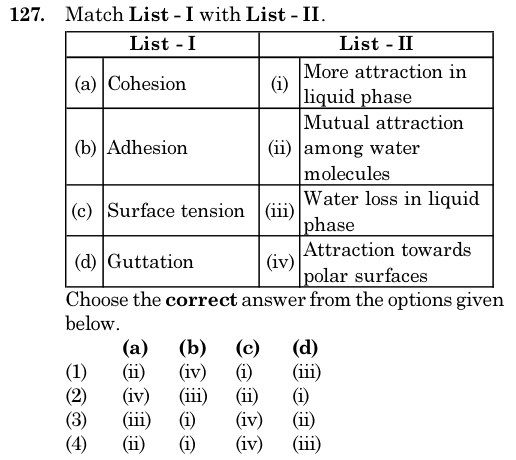 127. Match List - I with List - II.
List - I List - II
(a) Cohesion (i) More attraction in
liquid phase
(b) Adhesion (ii) Mutual attraction
among water
molecules
(c) Surface tension (iii) Water loss in liquid
phase
(d) Guttation (iv) Attraction towards
polar surfaces
Choose the correct answer from the options given
below.
(a) (b) (c) (d)
(1) (ii) (iv) (i) (iii)
(2) (iv) (iii) (ii) (i)
(3) (iii) (i) (iv) (ii)
(4) (ii) (i) (iv) (iii)